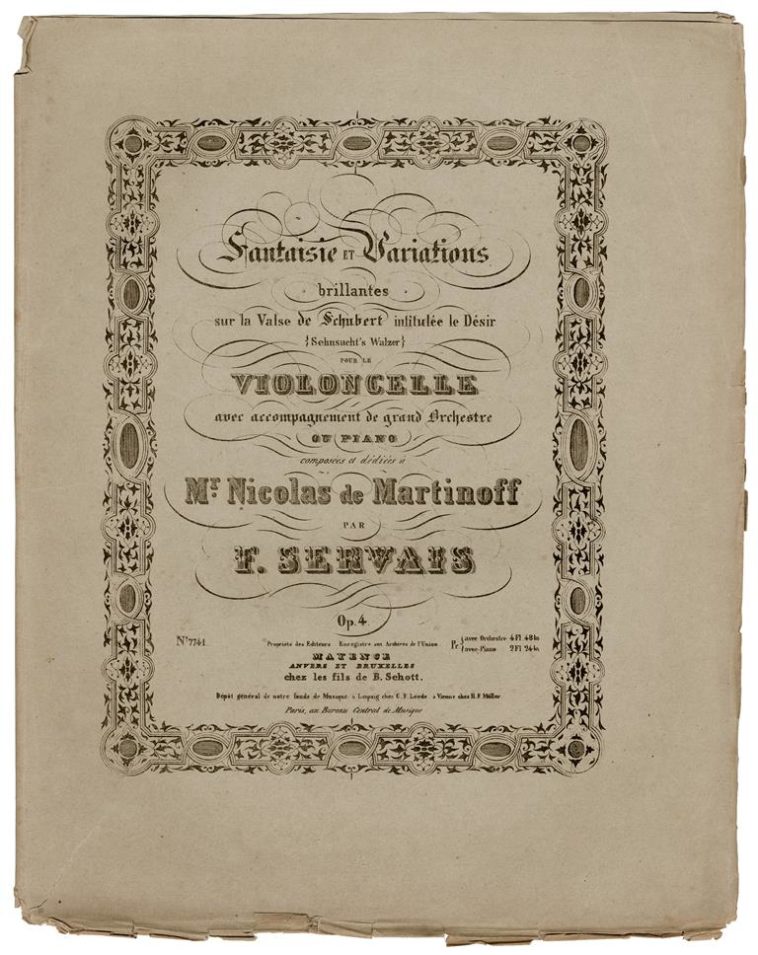 Fantaisie ET Variations
brillantes
sur la Valse de Schubert intitulée le Désir
{Sehnsucht's Walzer}
POUR LE
VIOLONCELLE
avec accompagnement de grand Orchestre
OU PIANO
composées et dédiées à
Mr. Nicolas de Martinoff
PAR
F. SERVAIS
Op. 4.
No. 7741.
Propriété des Editeurs Enregistré aux Archives de l'Union
Pr. { avec Orchestre 4 Fl. 48 kr.
avec Piano 2 Fl. 24 kr.
MAYENCE
ANVERS ET BRUXELLES
chez les fils de B. Schott.
Dépôt général de notre fonds de Musique à Leipzig chez C. F. Leede à Vienne chez H. F. Müller
Paris, au Bureau Central de Musique